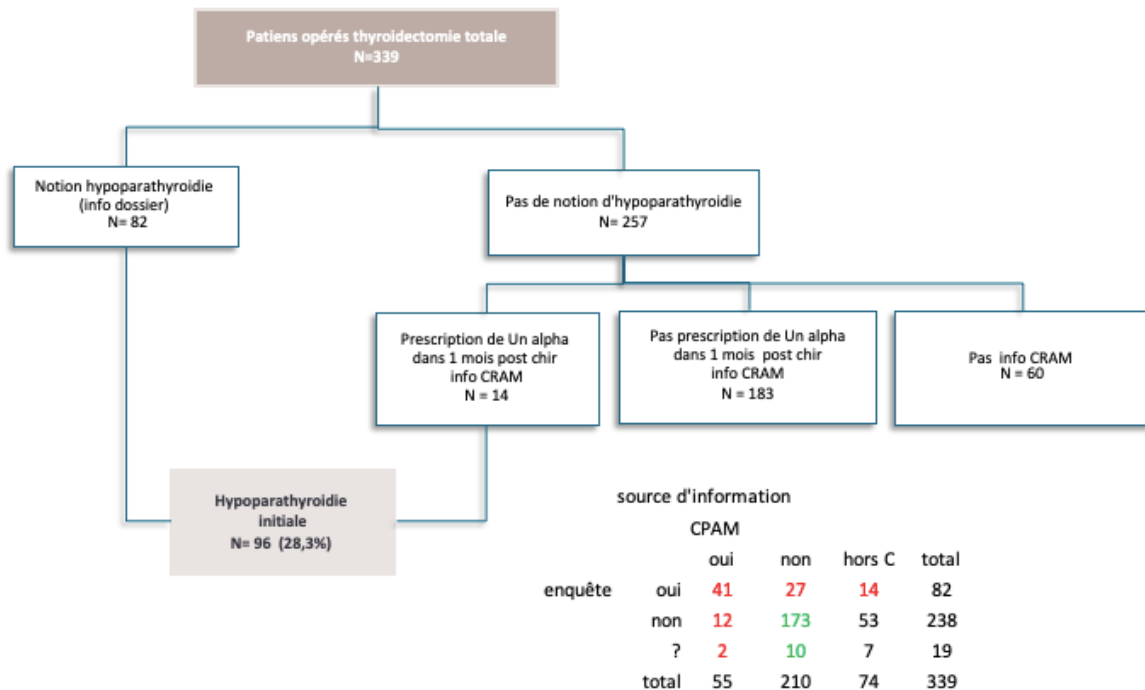 Patiens opérés thyroidectomie totale
N=339
Notion hypoparathyroidie
(info dossier)
N= 82
Pas de notion d'hypoparathyroidie
N= 257
Prescription de Un alpha
dans 1 mois post chir
info CRAM
N = 14
Pas prescription de Un alpha
dans 1 mois post chir
info CRAM
N = 183
Pas info CRAM
N = 60
Hypoparathyroidie
initiale
N= 96 (28,3%)
source d'information
CPAM
oui non hors C total
enquête oui 41 27 14 82
non 12 173 53 238
? 2 10 7 19
total 55 210 74 339